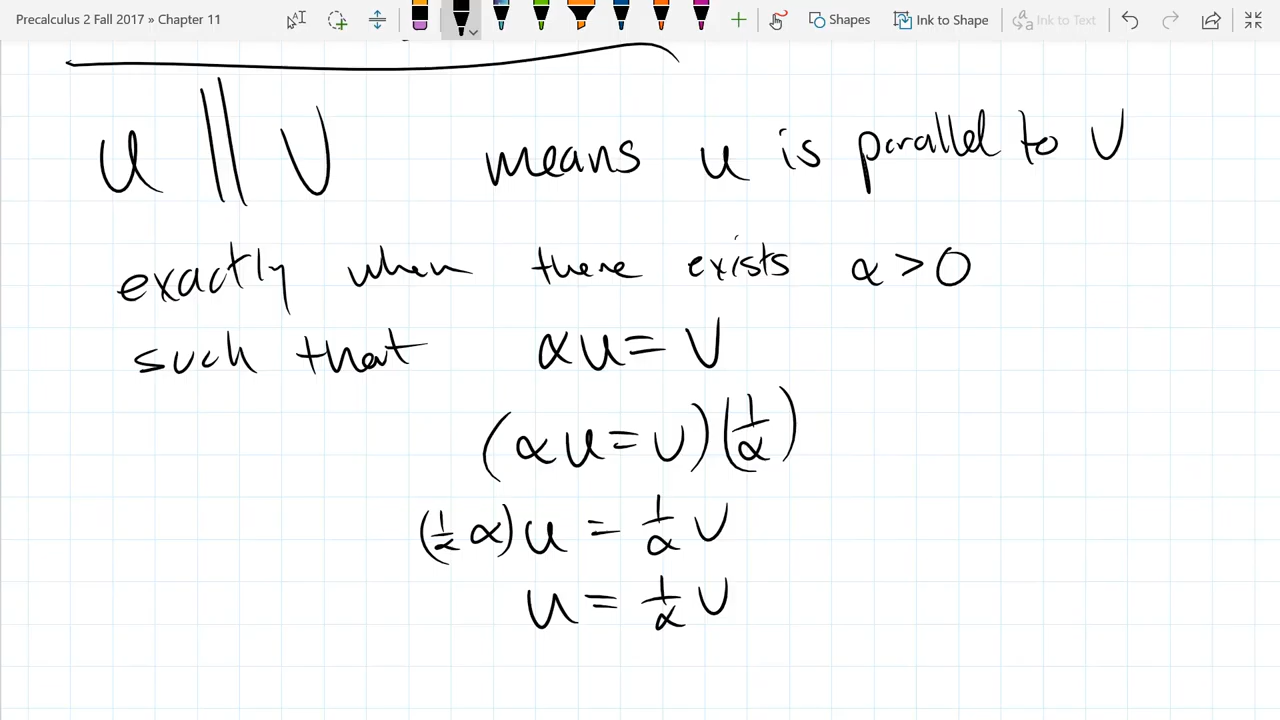 Precalculus 2 Fall 2017 » Chapter 11
Shapes
Ink to Shape
Ink to Text
u || v means u is parallel to v
exactly when there exists α > 0
such that αu = v
(αu = v)(1/α)
(1/α α)u = 1/α v
u = 1/α v